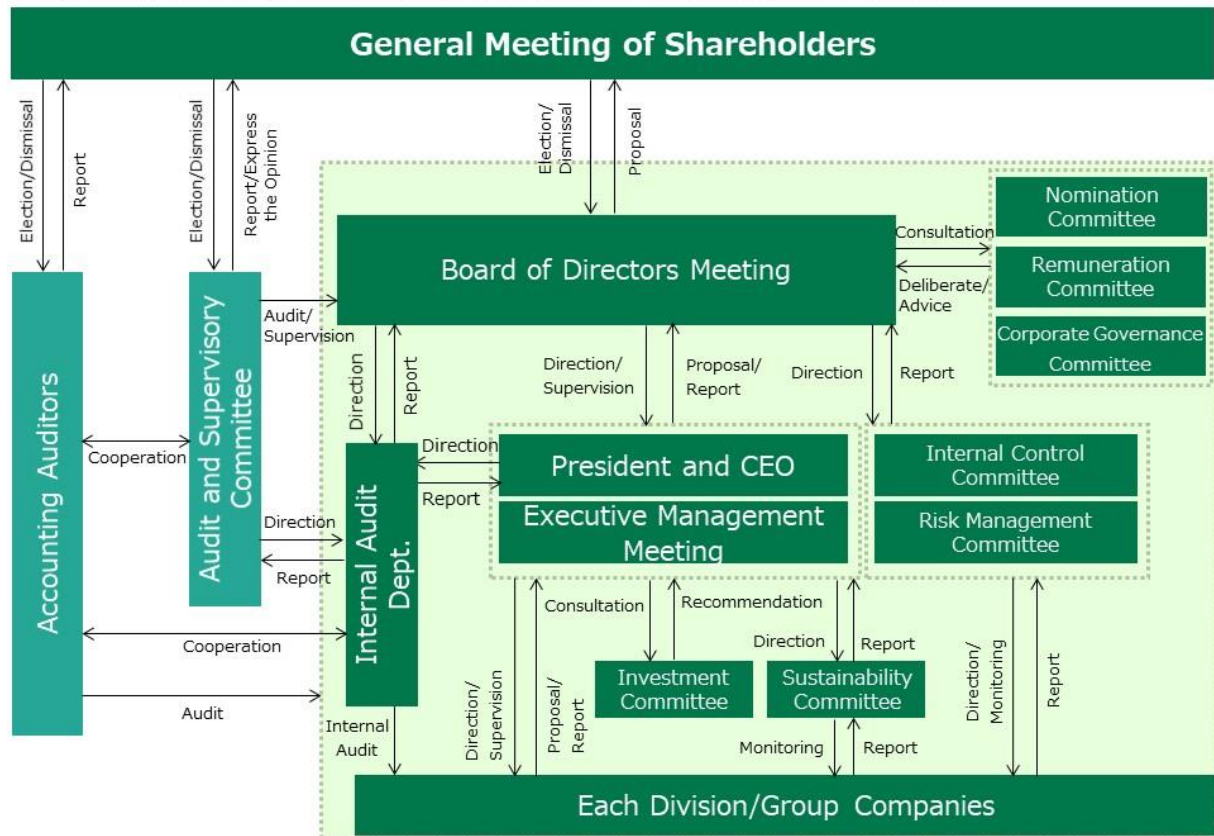 General Meeting of Shareholders
Election/Dismissal
Report
Election/Dismissal
Report/Express
the Opinion
Election/
Dismissal
Proposal
Nomination
Committee
Remuneration
Committee
Corporate Governance
Committee
Consultation
Deliberate/
Advice
Board of Directors Meeting
Audit/
Supervision
Direction
Report
Direction/
Supervision
Proposal/
Report
Direction
Report
Accounting Auditors
Cooperation
Audit and Supervisory
Committee
Direction
Report
Internal Audit
Dept.
Direction
Report
President and CEO
Executive Management
Meeting
Internal Control
Committee
Risk Management
Committee
Cooperation
Audit
Internal
Audit
Direction/
Supervision
Proposal/
Report
Consultation
Recommendation
Investment
Committee
Direction
Report
Sustainability
Committee
Monitoring
Report
Direction/
Monitoring
Report
Each Division/Group Companies